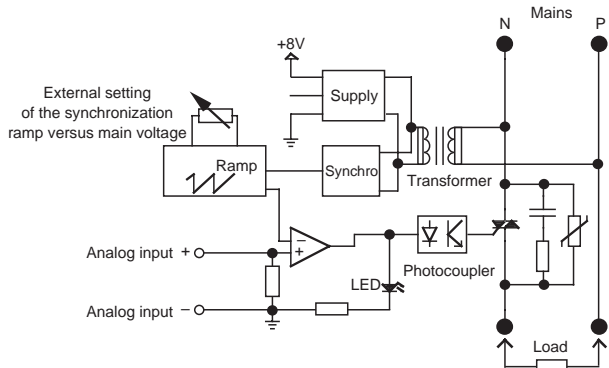 Mains
N
P
+8V
Supply
External setting
of the synchronization
ramp versus main voltage
Ramp
Synchro
Transformer
Analog input +
− +
Photocoupler
LED
Analog input −
Load